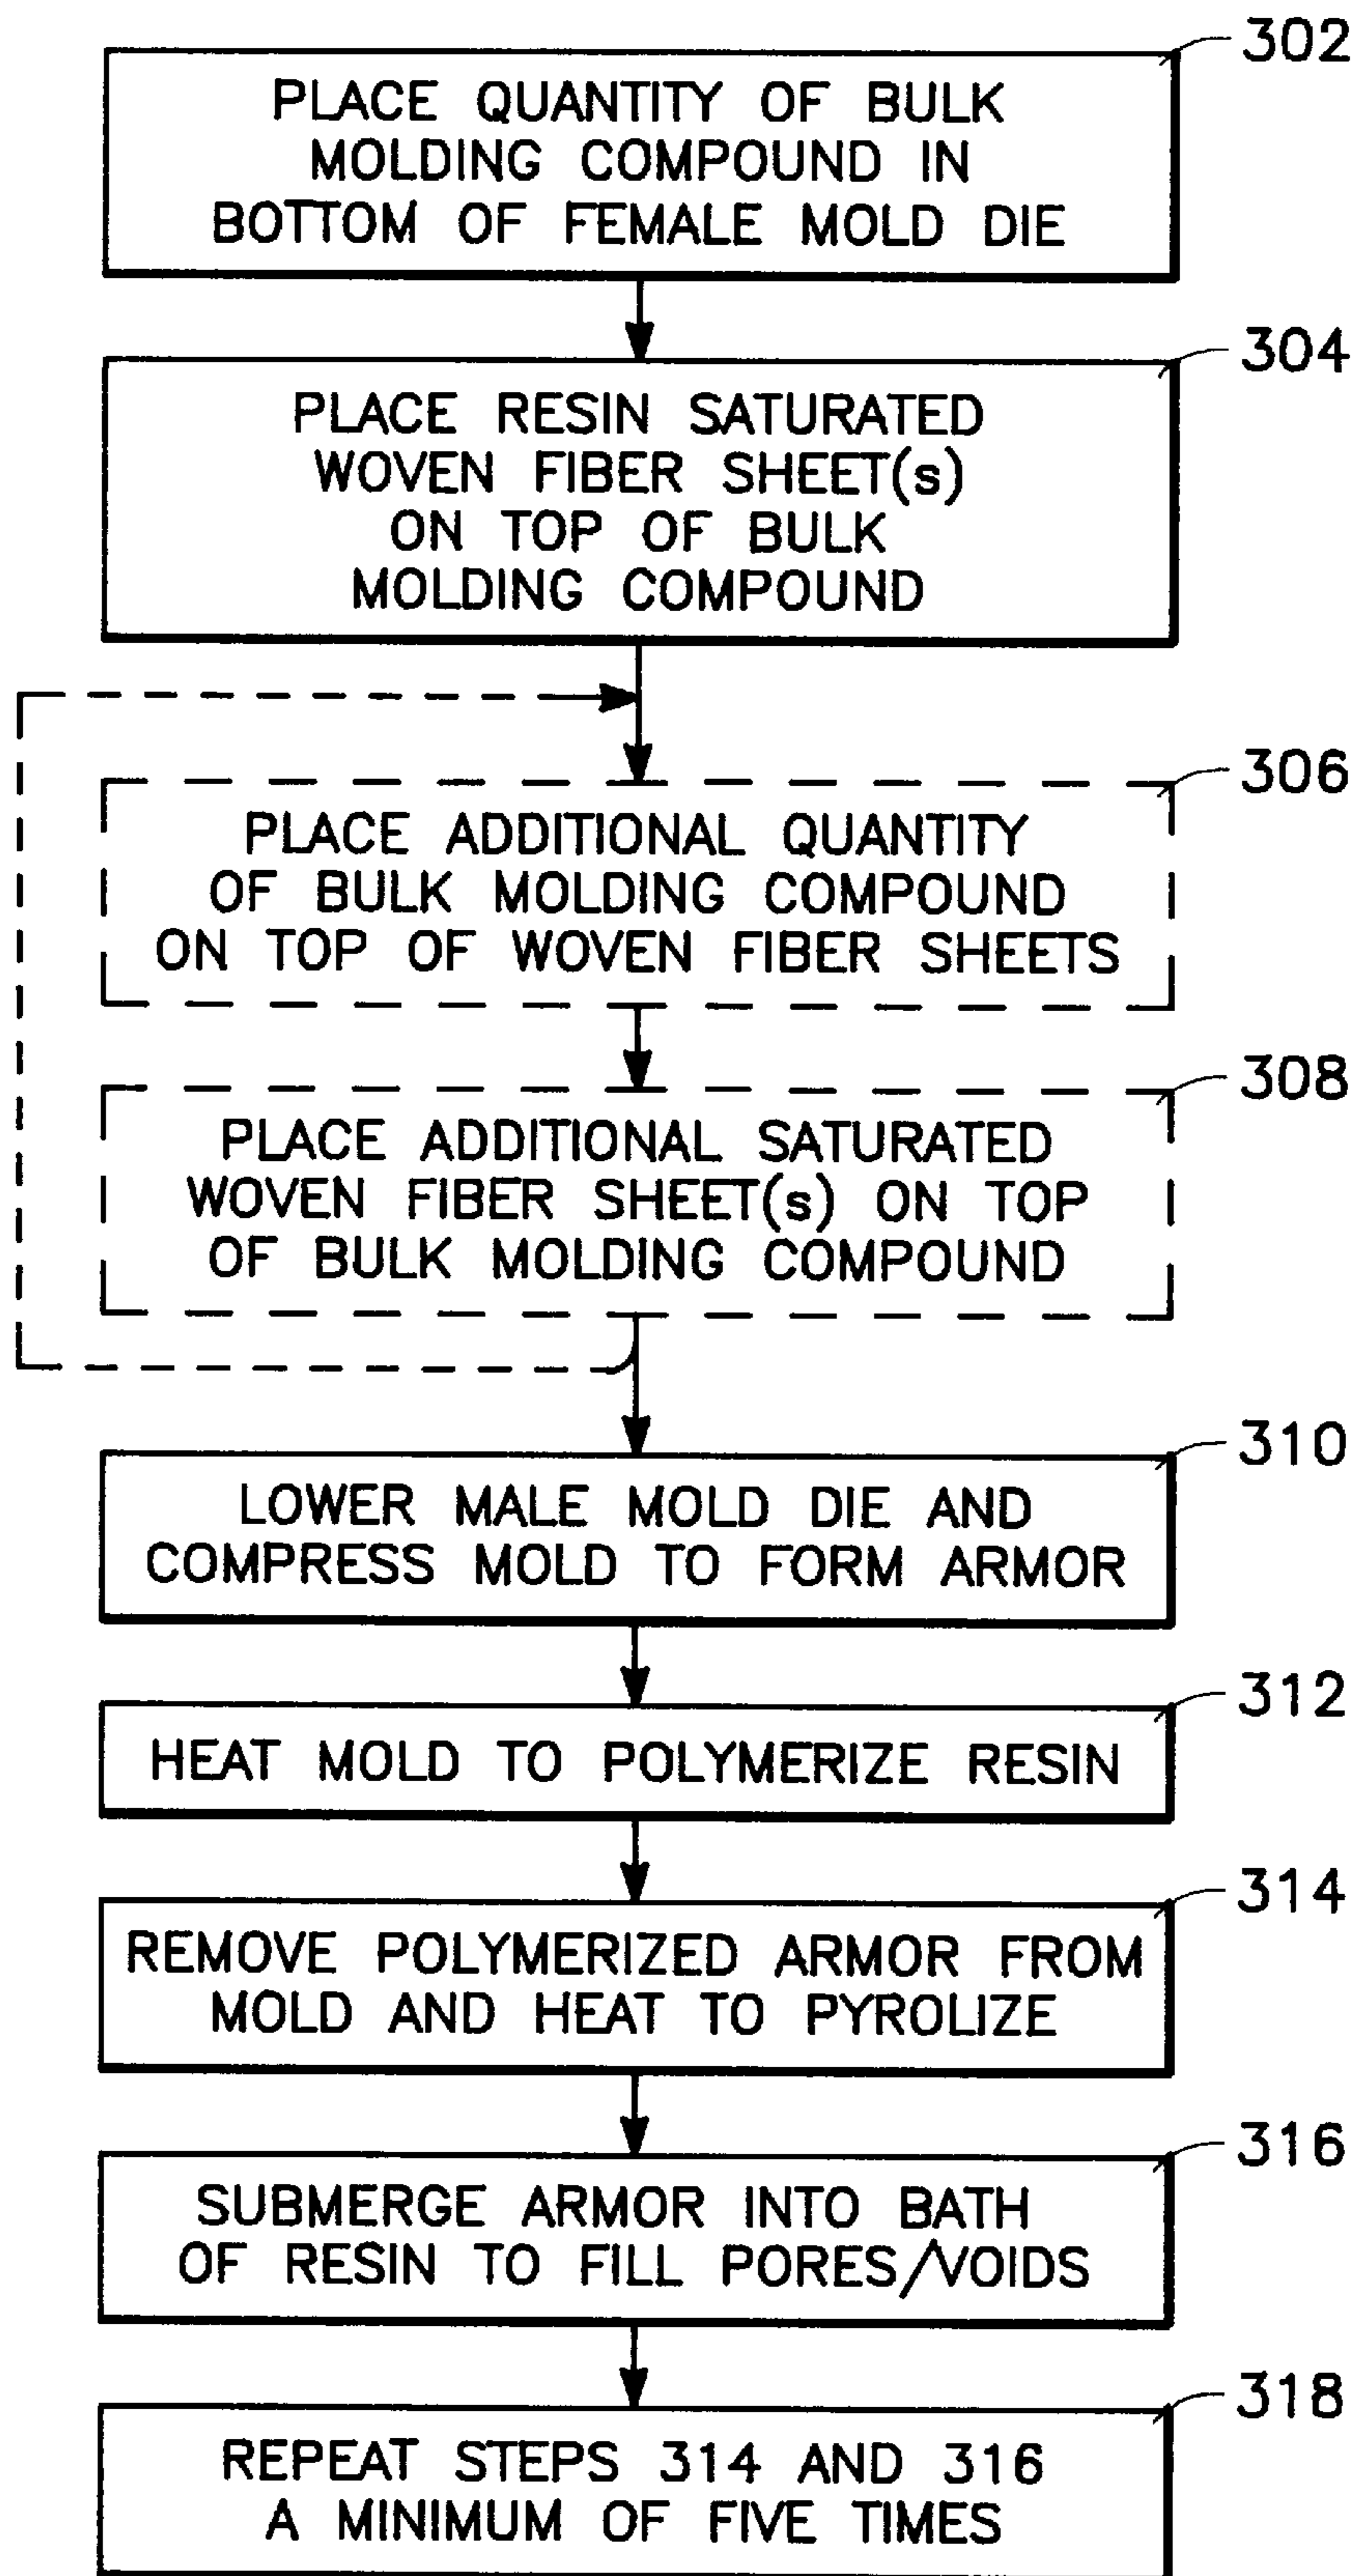 302
PLACE QUANTITY OF BULK
MOLDING COMPOUND IN
BOTTOM OF FEMALE MOLD DIE
304
PLACE RESIN SATURATED
WOVEN FIBER SHEET(s)
ON TOP OF BULK
MOLDING COMPOUND
306
PLACE ADDITIONAL QUANTITY
OF BULK MOLDING COMPOUND
ON TOP OF WOVEN FIBER SHEETS
308
PLACE ADDITIONAL SATURATED
WOVEN FIBER SHEET(s) ON TOP
OF BULK MOLDING COMPOUND
310
LOWER MALE MOLD DIE AND
COMPRESS MOLD TO FORM ARMOR
312
HEAT MOLD TO POLYMERIZE RESIN
314
REMOVE POLYMERIZED ARMOR FROM
MOLD AND HEAT TO PYROLIZE
316
SUBMERGE ARMOR INTO BATH
OF RESIN TO FILL PORES/VOIDS
318
REPEAT STEPS 314 AND 316
A MINIMUM OF FIVE TIMES